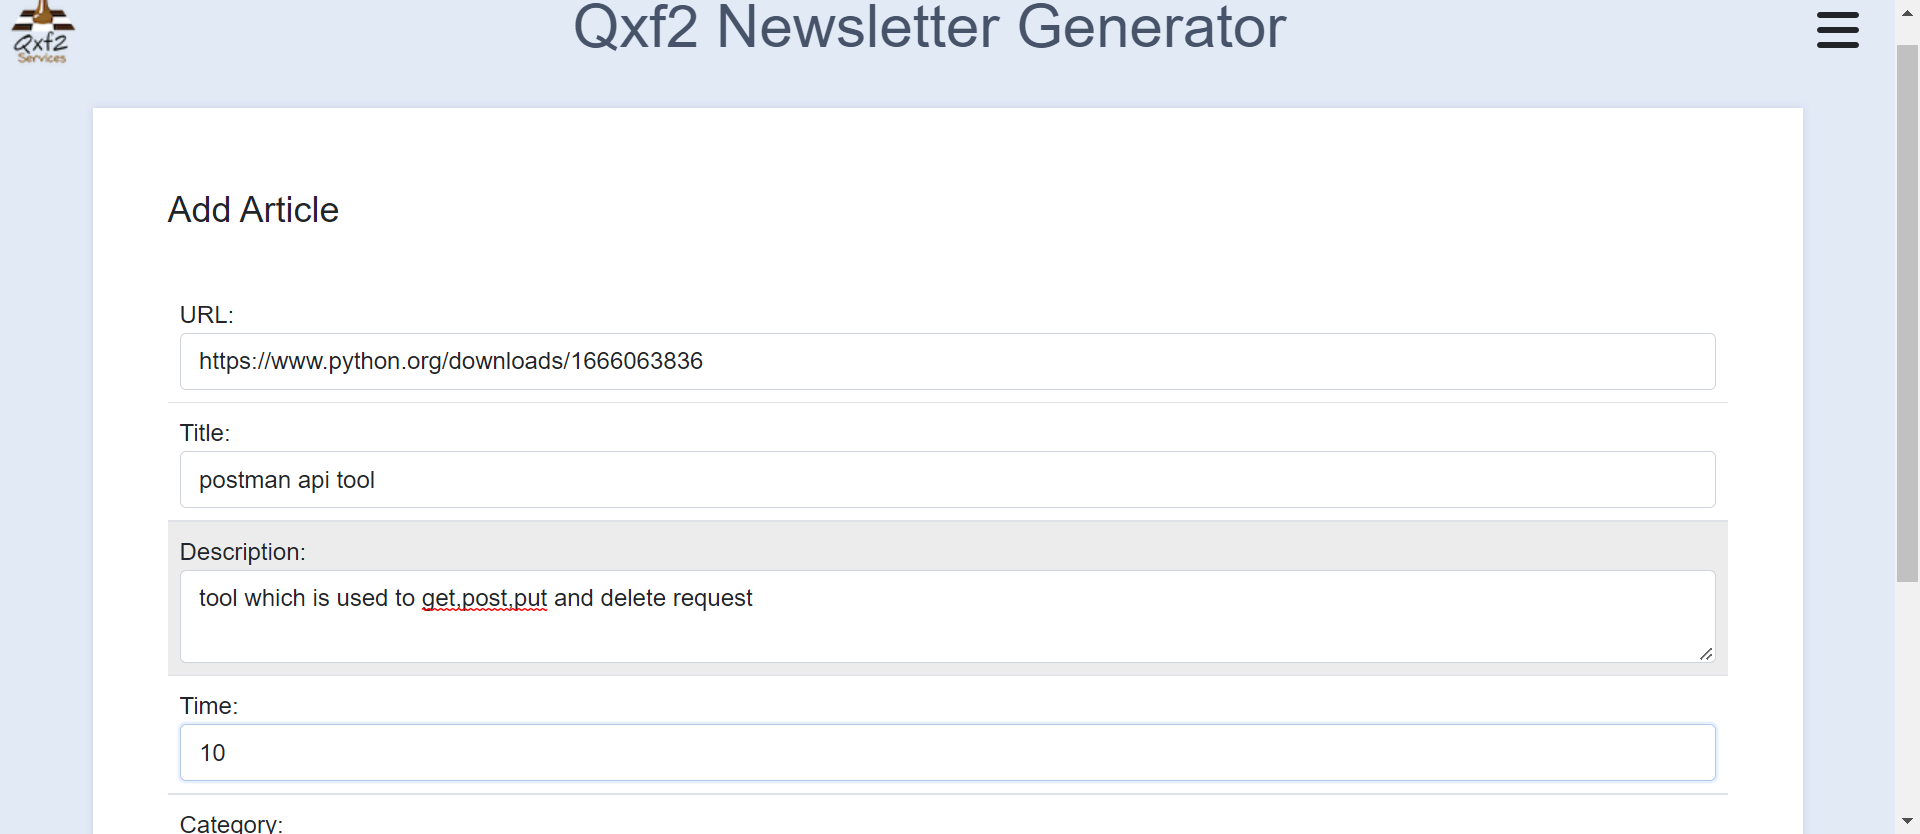 Qxf2
Services
Qxf2 Newsletter Generator
Add Article
URL:
https://www.python.org/downloads/1666063836
Title:
postman api tool
Description:
tool which is used to get,post,put and delete request
Time:
10
Category: